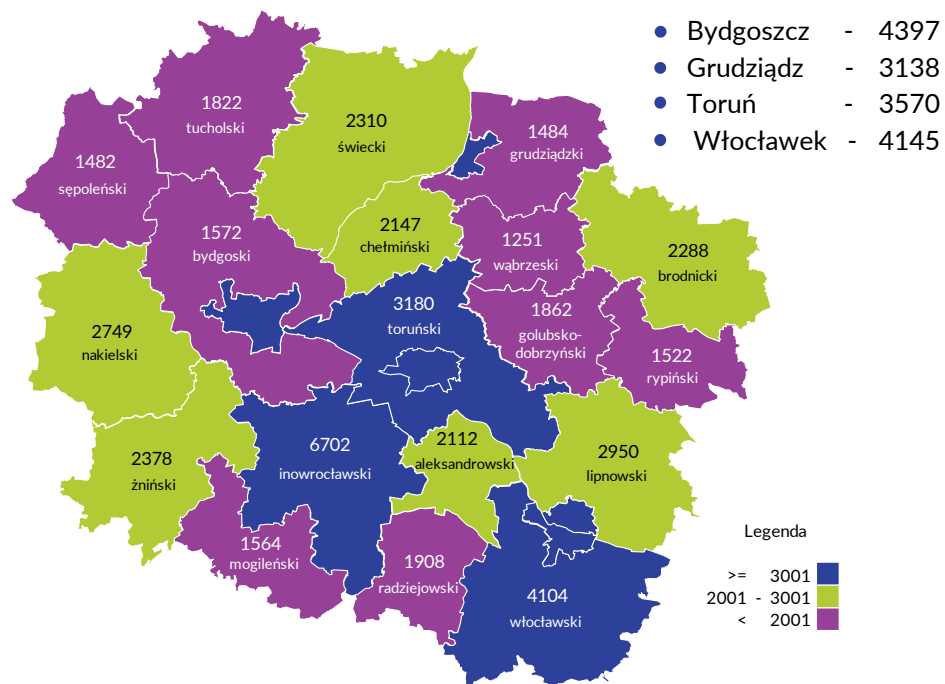 Bydgoszcz - 4397
Grudziądz - 3138
Toruń - 3570
Włocławek - 4145
1822
tucholski
2310
świecki
1484
grudziądzki
1482
sępoleński
1572
bydgoski
2147
chełmiński
1251
wąbrzeski
2288
brodnicki
2749
nakielski
3180
toruński
1862
golubsko-
dobrzyński
1522
rypiński
2378
żniński
6702
inowrocławski
2112
aleksandrowski
2950
lipnowski
1564
mogileński
1908
radziejowski
4104
włocławski
Legenda
>= 3001
2001 - 3001
< 2001